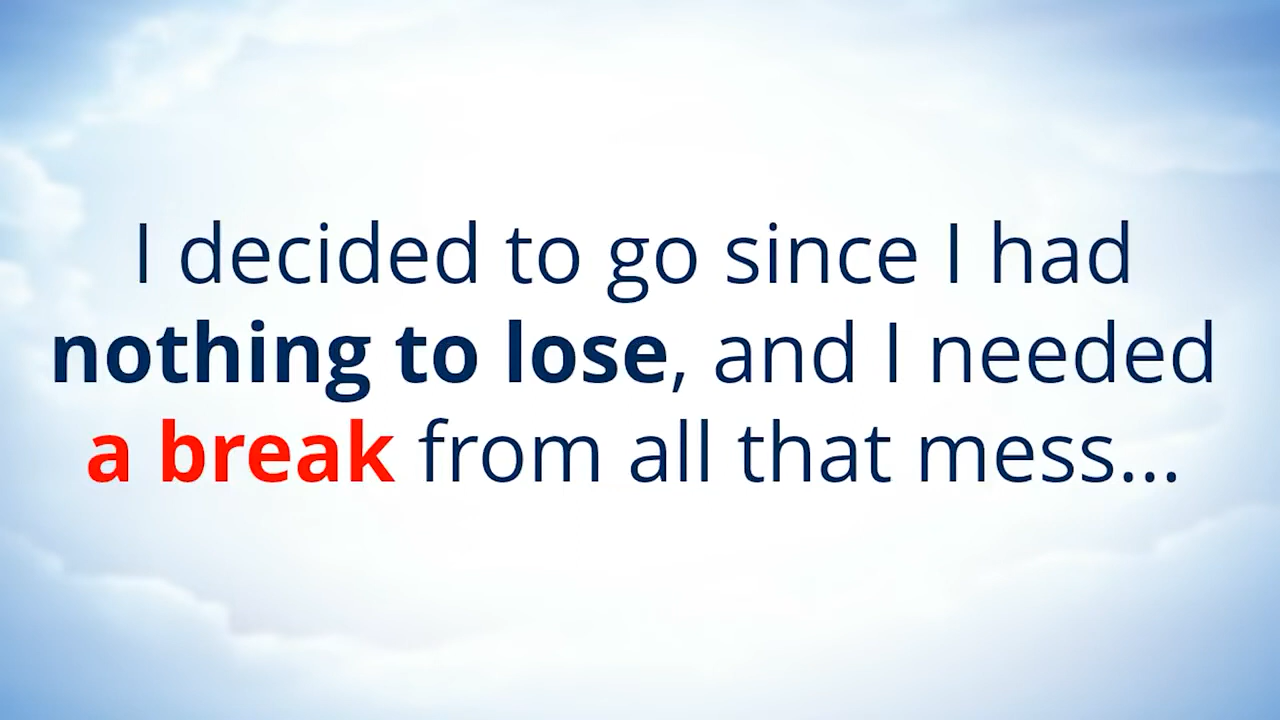 I decided to go since I had
nothing to lose, and I needed
a break from all that mess...